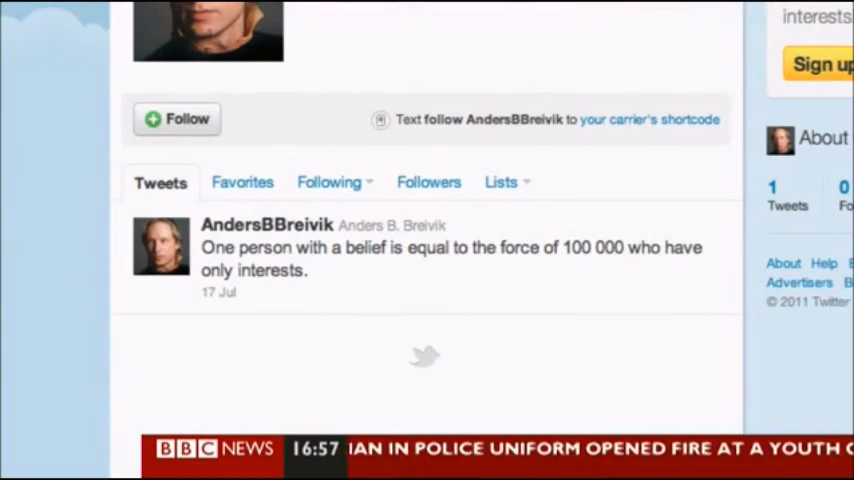 interests
Sign up
Follow
Text follow AndersBBreivik to your carrier's shortcode
About
Tweets Favorites Following Followers Lists
1 0
Tweets Fo
AndersBBreivik Anders B. Breivik
One person with a belief is equal to the force of 100 000 who have
only interests.
17 Jul
About Help
Advertisers B
© 2011 Twitter
BBC NEWS 16:57 IAN IN POLICE UNIFORM OPENED FIRE AT A YOUTH